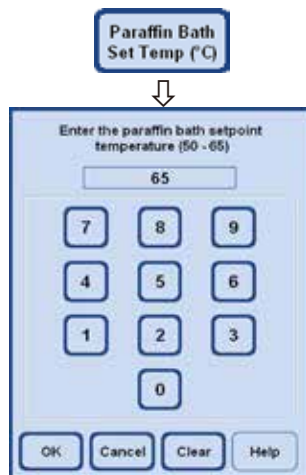 Paraffin Bath
Set Temp (°C)
Enter the paraffin bath setpoint
temperature (50 - 65)
65
7 8 9
4 5 6
1 2 3
0
OK Cancel Clear Help